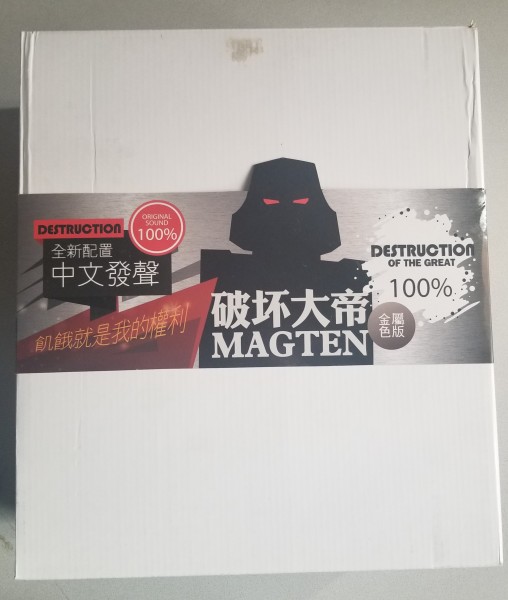 DESTRUCTION
全新配置
中文發聲
ORIGINAL
SOUND
100%
飢餓就是我的權利
破坏大帝
MAGTEN
DESTRUCTION
OF THE GREAT
100%
金屬
色版